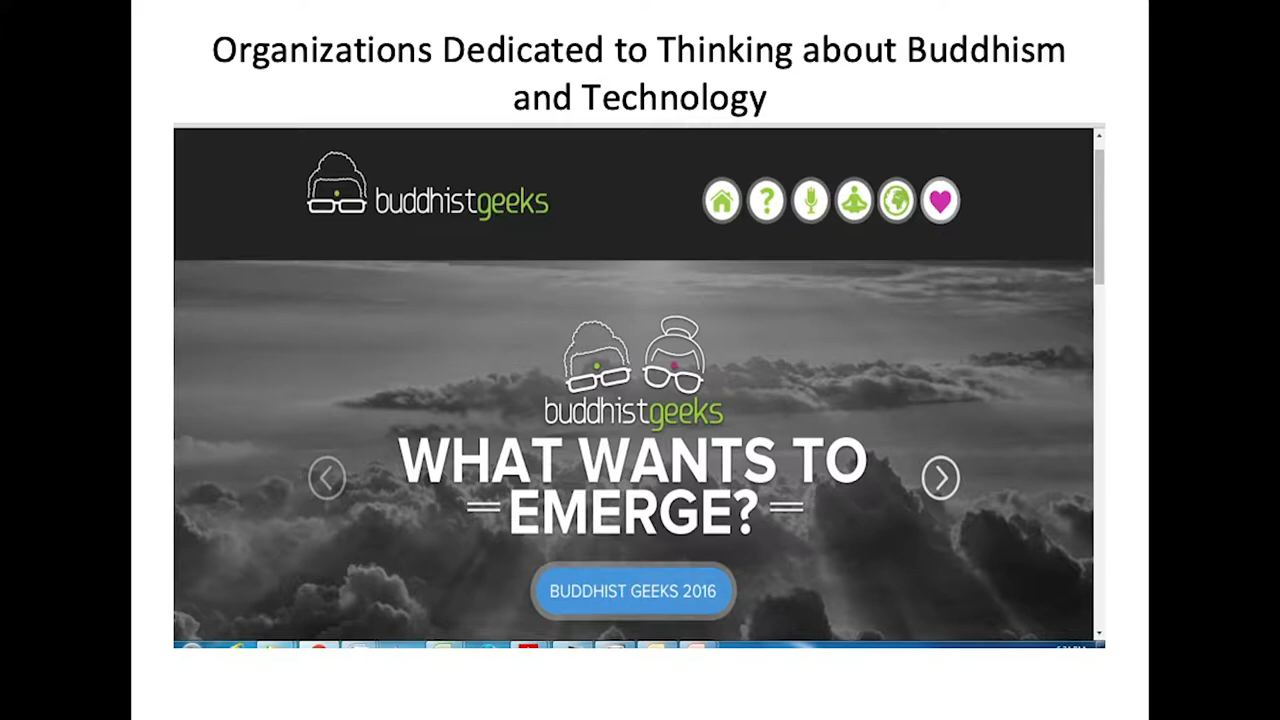 Organizations Dedicated to Thinking about Buddhism
and Technology
buddhistgeeks
?
buddhistgeeks
WHAT WANTS TO
EMERGE?
BUDDHIST GEEKS 2016